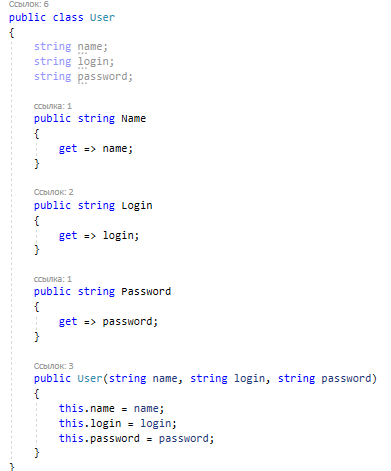 Ссылок: 6
public class User
{
    string name;
    string login;
    string password;
    ссылка: 1
    public string Name
    {
        get => name;
    }
    Ссылок: 2
    public string Login
    {
        get => login;
    }
    ссылка: 1
    public string Password
    {
        get => password;
    }
    Ссылок: 3
    public User(string name, string login, string password)
    {
        this.name = name;
        this.login = login;
        this.password = password;
    }
}